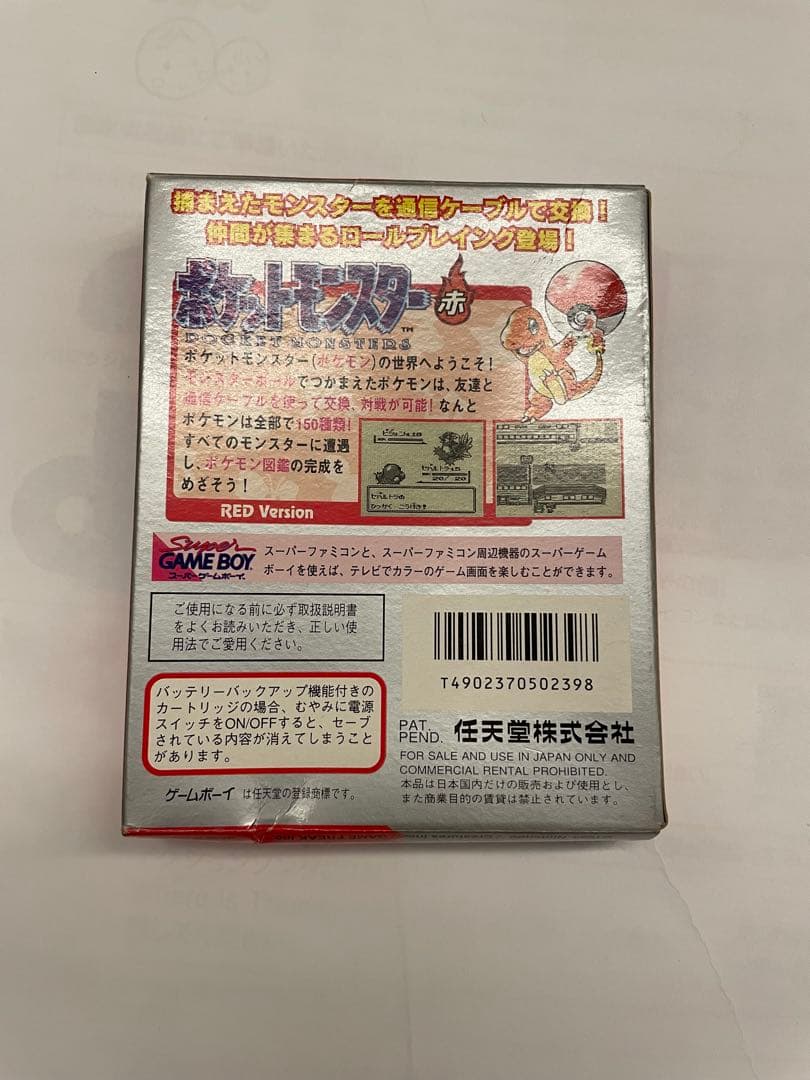 捕まえたモンスターを通信ケーブルで交換!
仲間が集まるロールプレイング登場!
ポケットモンスター 赤
TM
POCKET MONSTERS
ポケットモンスター(ポケモン)の世界へようこそ!
モンスターボールでつかまえたポケモンは、友達と
通信ケーブルを使って交換、対戦が可能! なんと
ポケモンは全部で150種類!
すべてのモンスターに遭遇
し、ポケモン図鑑の完成を
めざそう!
RED Version
20/ 20
Super
GAME BOY
スーパーゲームボーイ
スーパーファミコンと、スーパーファミコン周辺機器のスーパーゲーム
ボーイを使えば、テレビでカラーのゲーム画面を楽しむことができます。
ご使用になる前に必ず取扱説明書
をよくお読みいただき、正しい使
用法でご愛用ください。
バッテリーバックアップ機能付きの
カートリッジの場合、むやみに電源
スイッチをON/OFFすると、セーブ
されている内容が消えてしまうこと
があります。
ゲームボーイ は任天堂の登録商標です。
T4902370502398
PAT.
PEND. 任天堂株式会社
FOR SALE AND USE IN JAPAN ONLY AND
COMMERCIAL RENTAL PROHIBITED.
本品は日本国内だけの販売および使用とし、
また商業目的の賃貸は禁止されています。